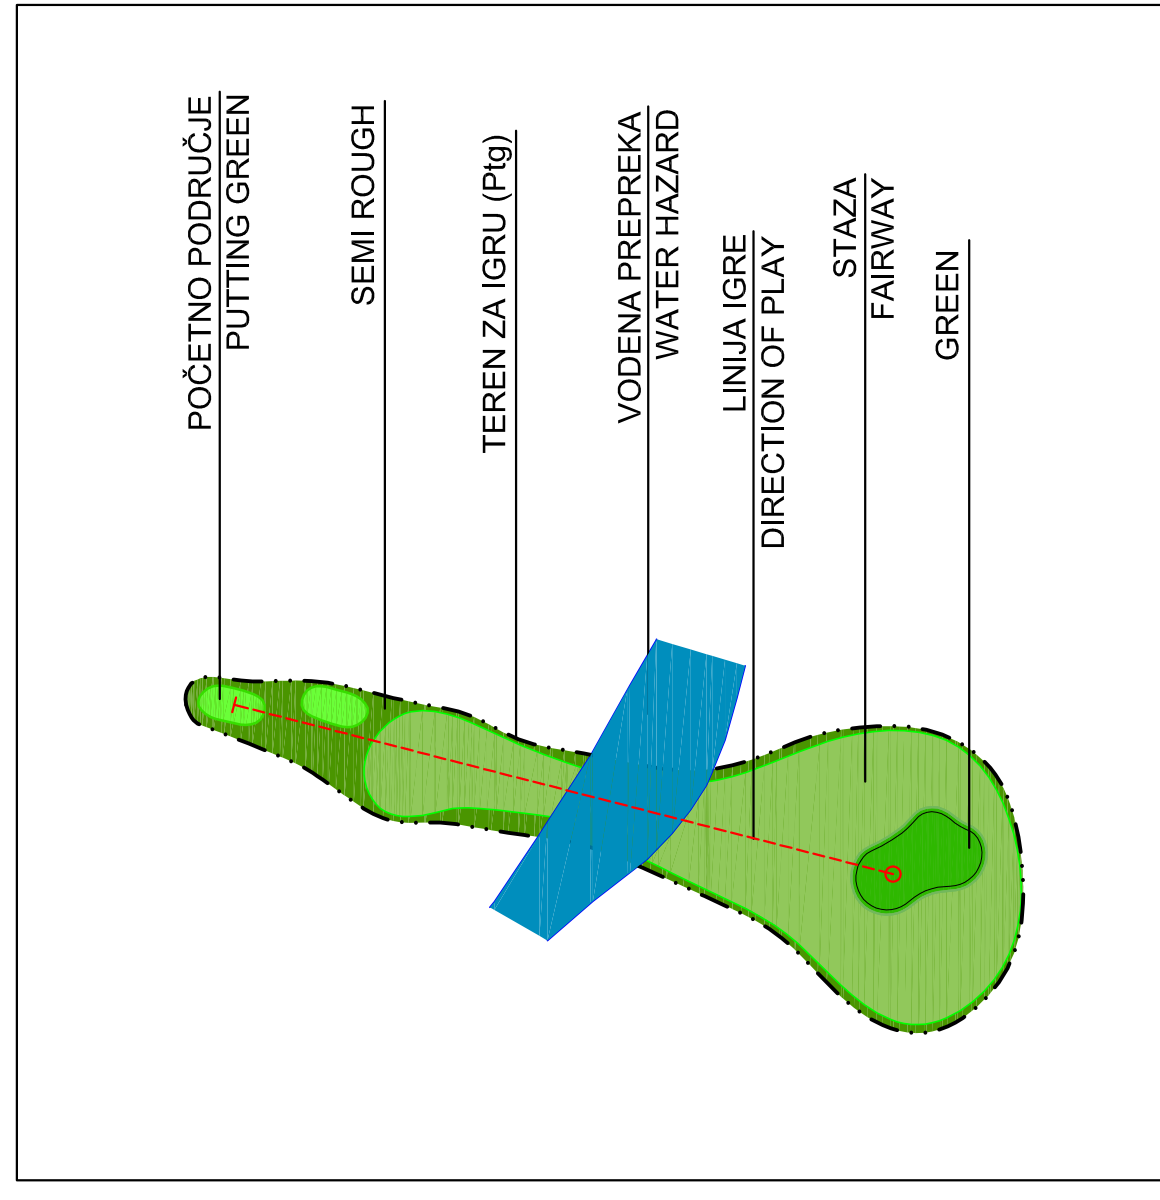 POČETNO PODRUČJE
PUTTING GREEN
SEMI ROUGH
TEREN ZA IGRU (Ptg)
VODENA PREPREKA
WATER HAZARD
LINIJA IGRE
DIRECTION OF PLAY
STAZA
FAIRWAY
GREEN